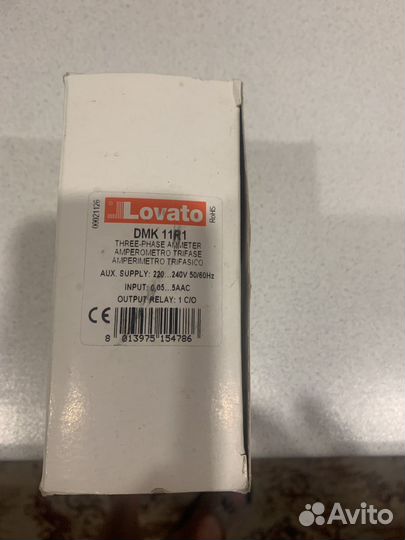 Lovato
00021126
RoHS
DMK 11R1
THREE-PHASE AMMETER
AMPEROMETRO TRIFASE
AMPERIMETRO TRIFASICO
AUX. SUPPLY: 220...240V 50/60Hz
INPUT: 0,05...5AAC
OUTPUT RELAY: 1 C/O
CE
8 013975 154786
Avito